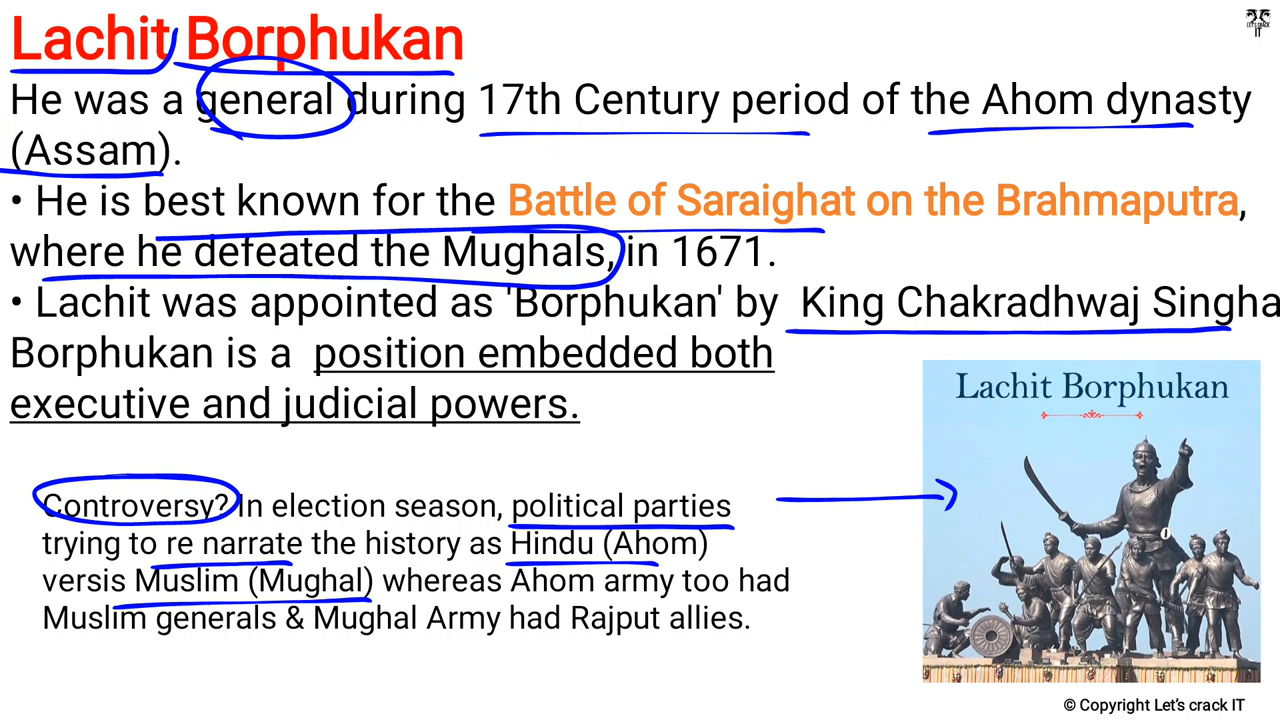 Lachit Borphukan
LET'S CRACK
IT
He was a general during 17th Century period of the Ahom dynasty
(Assam).
• He is best known for the Battle of Saraighat on the Brahmaputra,
where he defeated the Mughals, in 1671.
• Lachit was appointed as 'Borphukan' by King Chakradhwaj Singha
Borphukan is a position embedded both
executive and judicial powers.
Lachit Borphukan
Controversy? In election season, political parties
trying to re narrate the history as Hindu (Ahom)
versis Muslim (Mughal) whereas Ahom army too had
Muslim generals & Mughal Army had Rajput allies.
© Copyright Let's crack IT